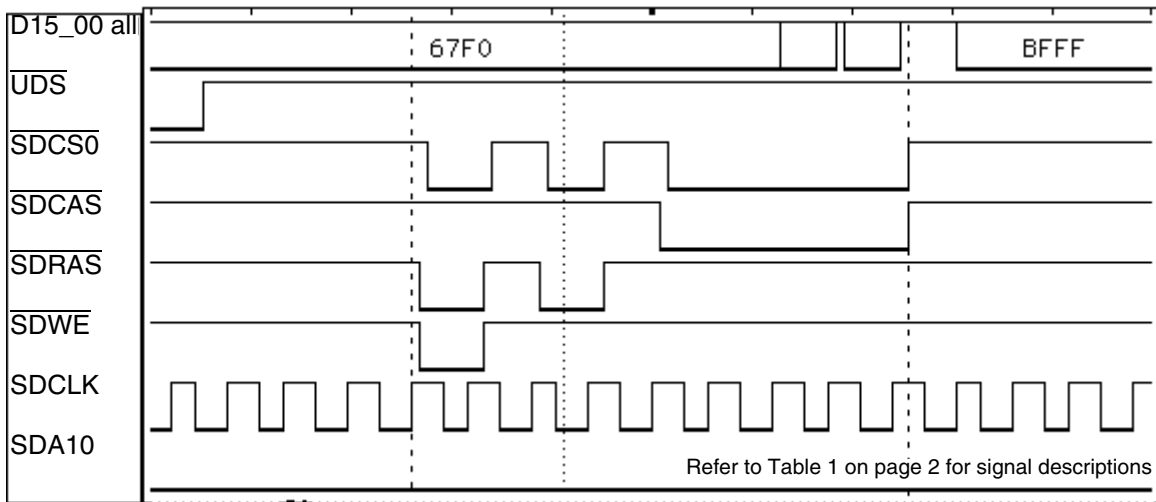 D15_00 all
67F0
BFFF
UDS
SDCS0
SDCAS
SDRAS
SDWE
SDCLK
SDA10
Refer to Table 1 on page 2 for signal descriptions